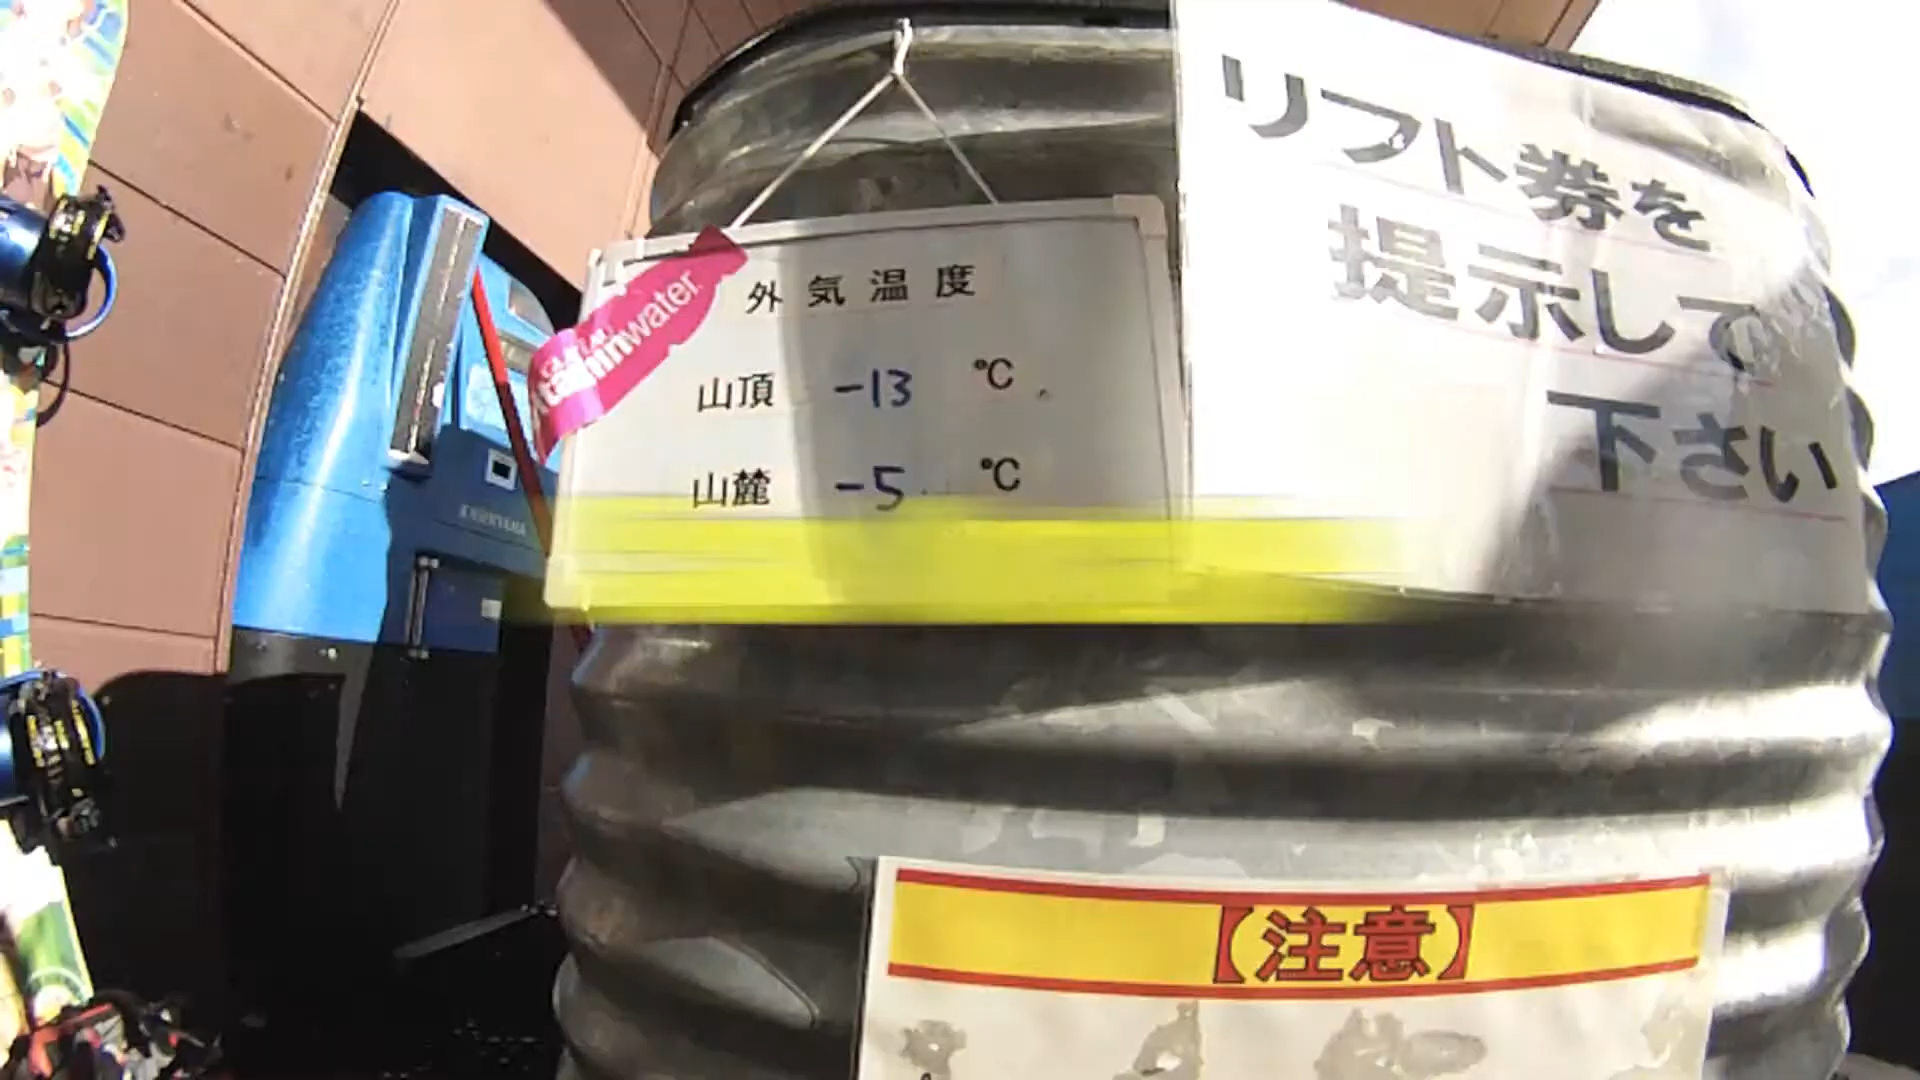 外気温度
山頂 -13 ℃
山麓 -5 ℃
リフト券を
提示して
下さい
【注意】